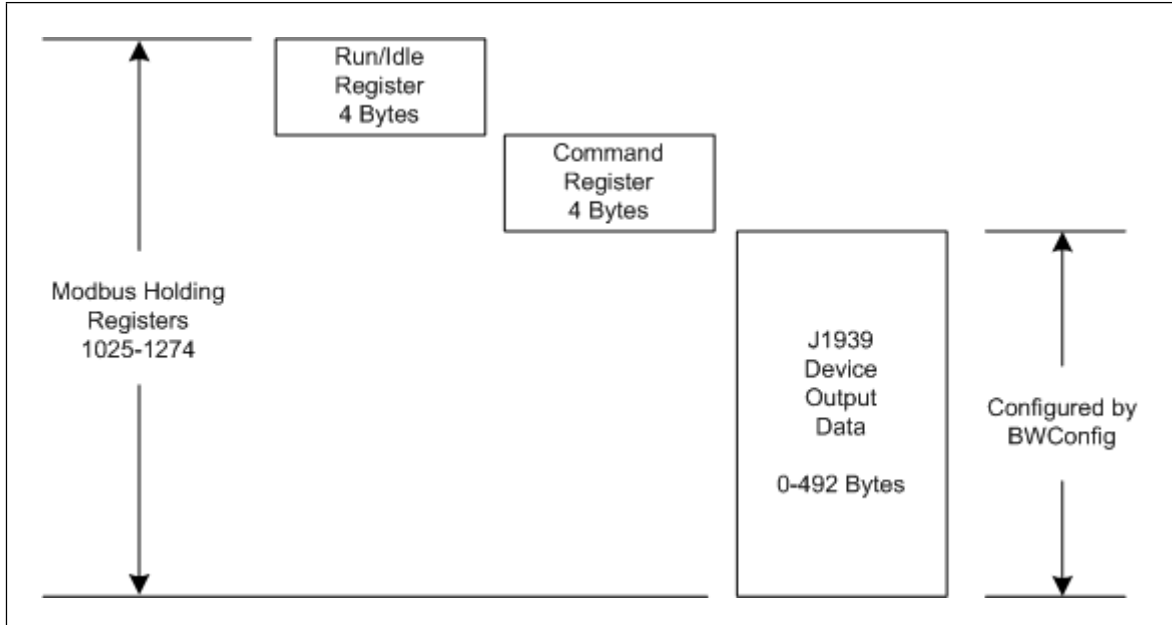 Run/Idle
Register
4 Bytes
Command
Register
4 Bytes
Modbus Holding
Registers
1025-1274
J1939
Device
Output
Data
0-492 Bytes
Configured by
BWConfig